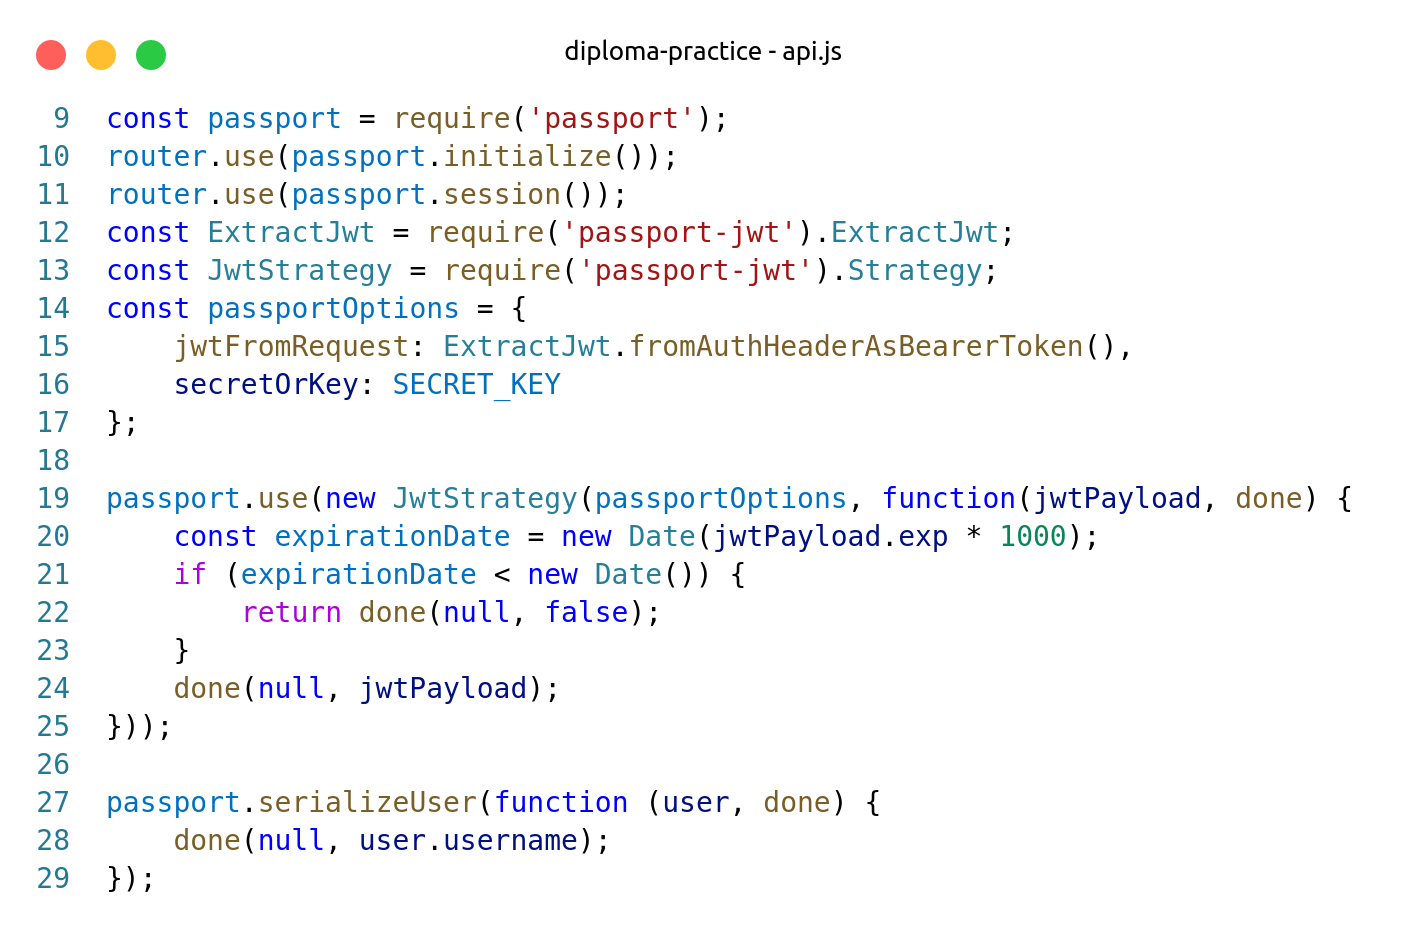 diploma-practice - api.js
9 const passport = require('passport');
10 router.use(passport.initialize());
11 router.use(passport.session());
12 const ExtractJwt = require('passport-jwt').ExtractJwt;
13 const JwtStrategy = require('passport-jwt').Strategy;
14 const passportOptions = {
15     jwtFromRequest: ExtractJwt.fromAuthHeaderAsBearerToken(),
16     secretOrKey: SECRET_KEY
17 };
18
19 passport.use(new JwtStrategy(passportOptions, function(jwtPayload, done) {
20     const expirationDate = new Date(jwtPayload.exp * 1000);
21     if (expirationDate < new Date()) {
22         return done(null, false);
23     }
24     done(null, jwtPayload);
25 }));
26
27 passport.serializeUser(function (user, done) {
28     done(null, user.username);
29 });